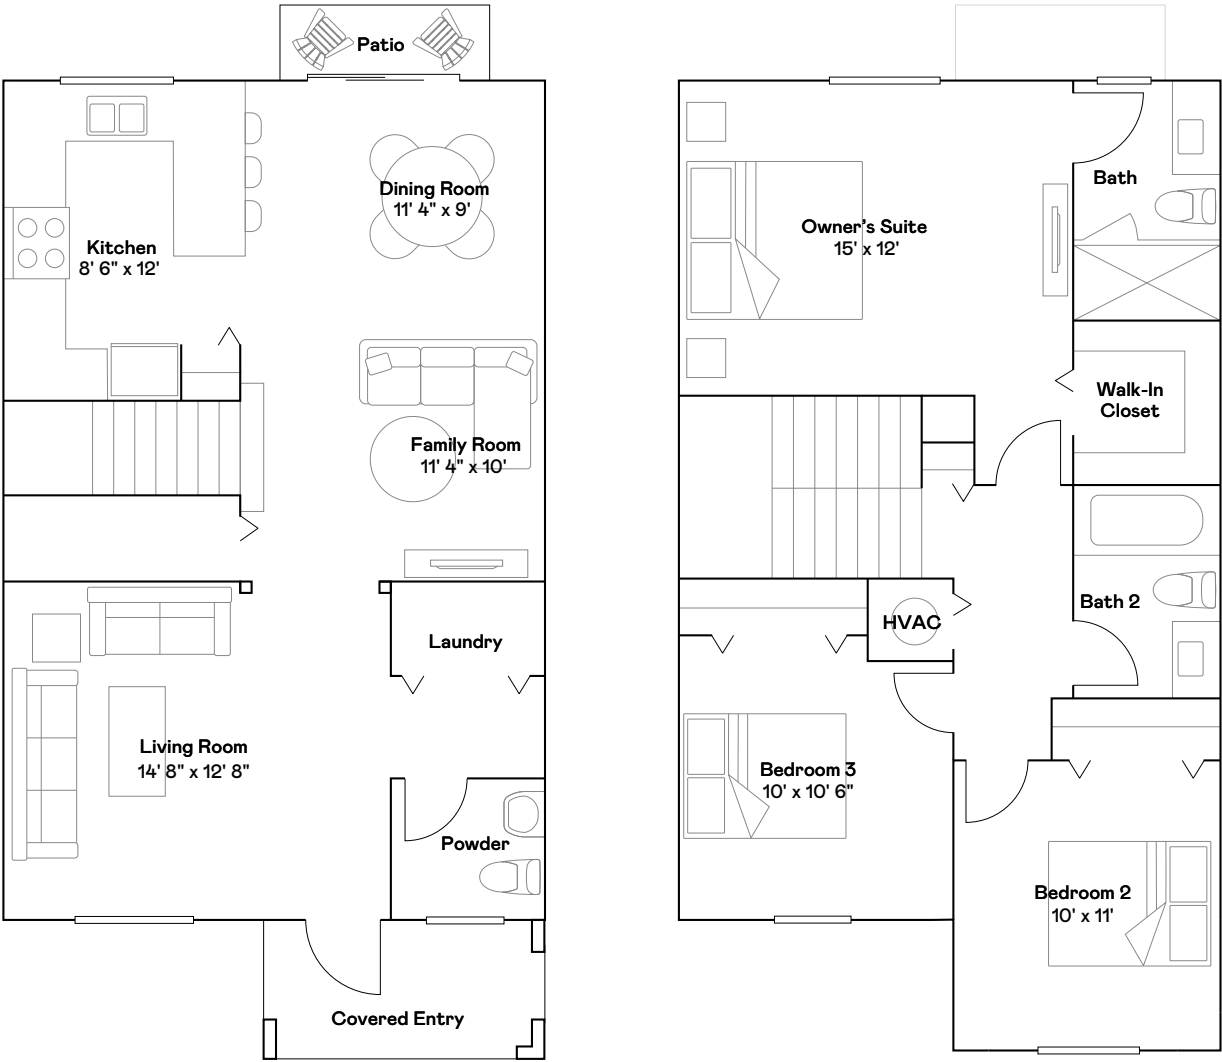 Patio
Dining Room
11' 4" x 9'
Kitchen
8' 6" x 12'
Family Room
11' 4" x 10'
Laundry
Living Room
14' 8" x 12' 8"
Powder
Covered Entry
Bath
Owner's Suite
15' x 12'
Walk-In
Closet
Bath 2
HVAC
Bedroom 3
10' x 10' 6"
Bedroom 2
10' x 11'